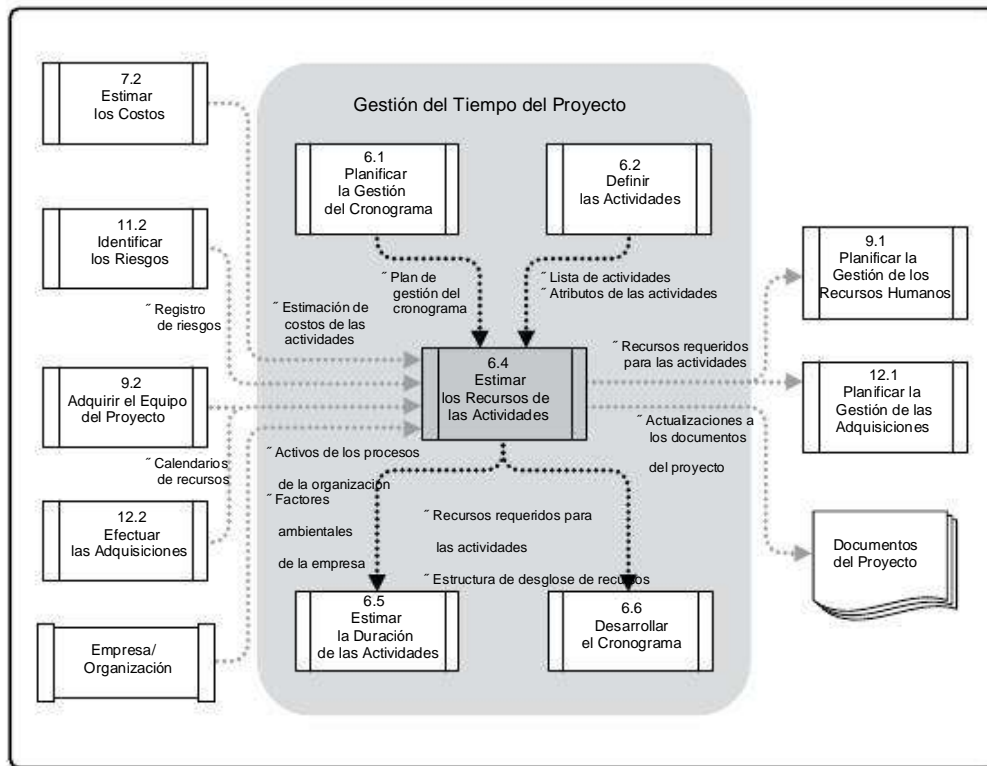 7.2
Estimar
los Costos
Gestión del Tiempo del Proyecto
6.1
Planificar
la Gestión
del Cronograma
6.2
Definir
las Actividades
11.2
Identificar
los Riesgos
9.1
Planificar la
Gestión de los
Recursos Humanos
˝ Registro
de riesgos
˝ Estimación de
costos de las
actividades
˝ Plan de
gestión del
cronograma
˝ Lista de actividades
˝ Atributos de las actividades
˝ Recursos requeridos
para las actividades
6.4
Estimar
los Recursos de
las Actividades
9.2
Adquirir el Equipo
del Proyecto
12.1
Planificar la
Gestión de las
Adquisiciones
˝ Calendarios
de recursos
˝ Activos de los procesos
de la organización
˝ Factores
ambientales
de la empresa
˝ Actualizaciones a
los documentos
del proyecto
˝ Recursos requeridos para
las actividades
˝ Estructura de desglose de recursos
12.2
Efectuar
las Adquisiciones
Documentos
del Proyecto
6.5
Estimar
la Duración
de las Actividades
6.6
Desarrollar
el Cronograma
Empresa/
Organización